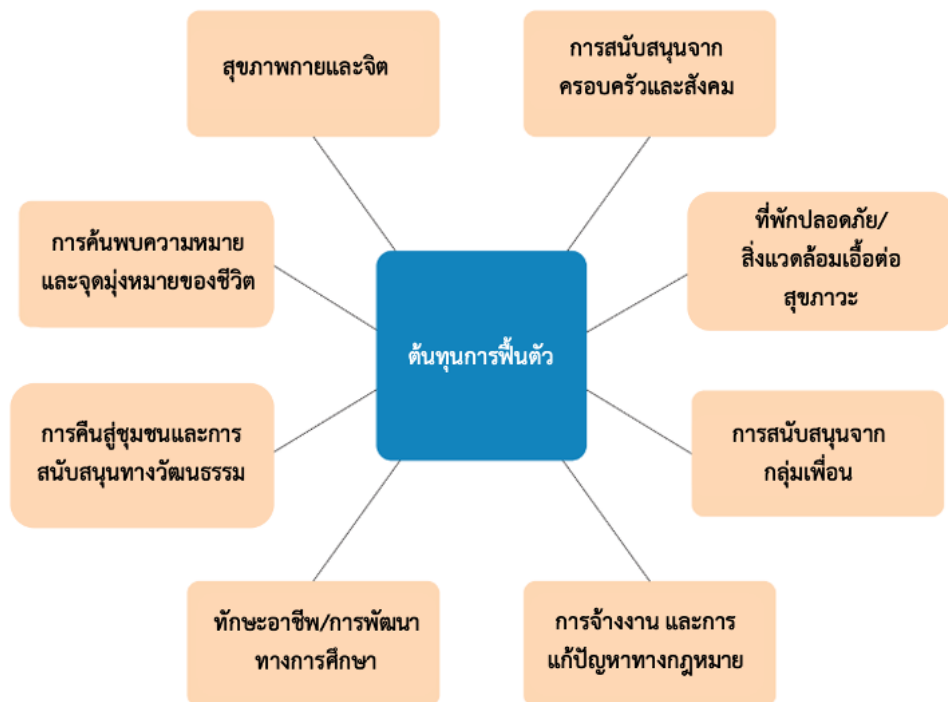 สุขภาพกายและจิต
การสนับสนุนจาก
ครอบครัวและสังคม
การค้นพบความหมาย
และจุดมุ่งหมายของชีวิต
ที่พักปลอดภัย/
สิ่งแวดล้อมเอื้อต่อ
สุขภาวะ
ต้นทุนการฟื้นตัว
การคืนสู่ชุมชนและการ
สนับสนุนทางวัฒนธรรม
การสนับสนุนจาก
กลุ่มเพื่อน
ทักษะอาชีพ/การพัฒนา
ทางการศึกษา
การจ้างงาน และการ
แก้ปัญหาทางกฎหมาย